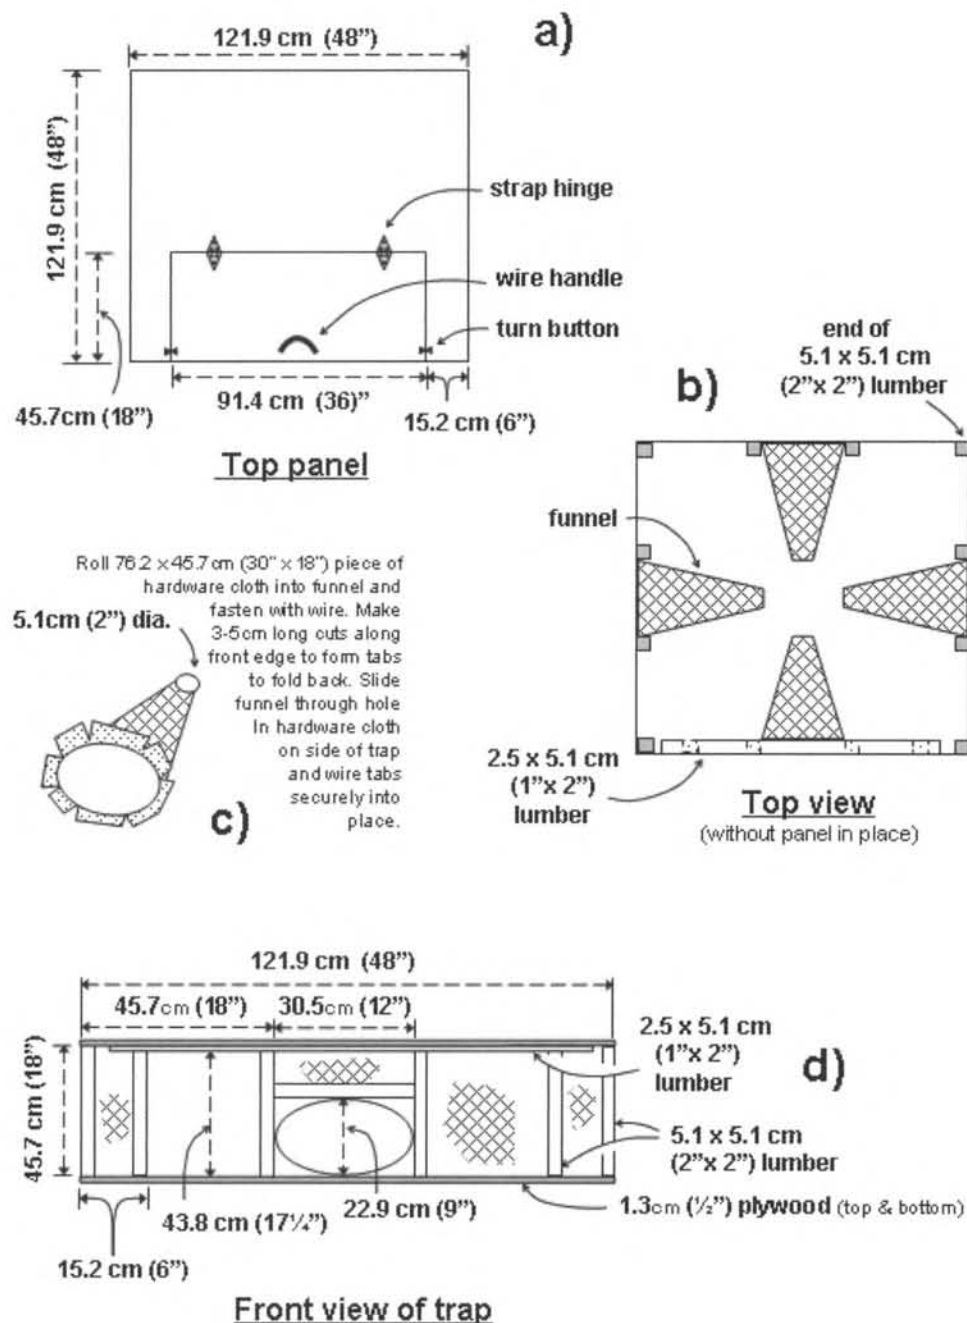 121.9 cm (48”)
a)
121.9 cm (48”)
strap hinge
wire handle
turn button
45.7cm (18”)
91.4 cm (36)”
15.2 cm (6”)
Top panel
b)
end of
5.1 x 5.1 cm
(2”x 2”) lumber
funnel
2.5 x 5.1 cm
(1”x 2”)
lumber
Top view
(without panel in place)
Roll 76.2 x 45.7cm (30” x 18”) piece of
hardware cloth into funnel and
fasten with wire. Make
3-5cm long cuts along
front edge to form tabs
to fold back. Slide
funnel through hole
In hardware cloth
on side of trap
and wire tabs
securely into
place.
5.1cm (2”) dia.
c)
121.9 cm (48”)
45.7cm (18”)
30.5cm (12”)
2.5 x 5.1 cm
(1”x 2”)
lumber
d)
45.7 cm (18”)
5.1 x 5.1 cm
(2”x 2”) lumber
43.8 cm (17¼”)
22.9 cm (9”)
1.3cm (½”) plywood (top & bottom)
15.2 cm (6”)
Front view of trap